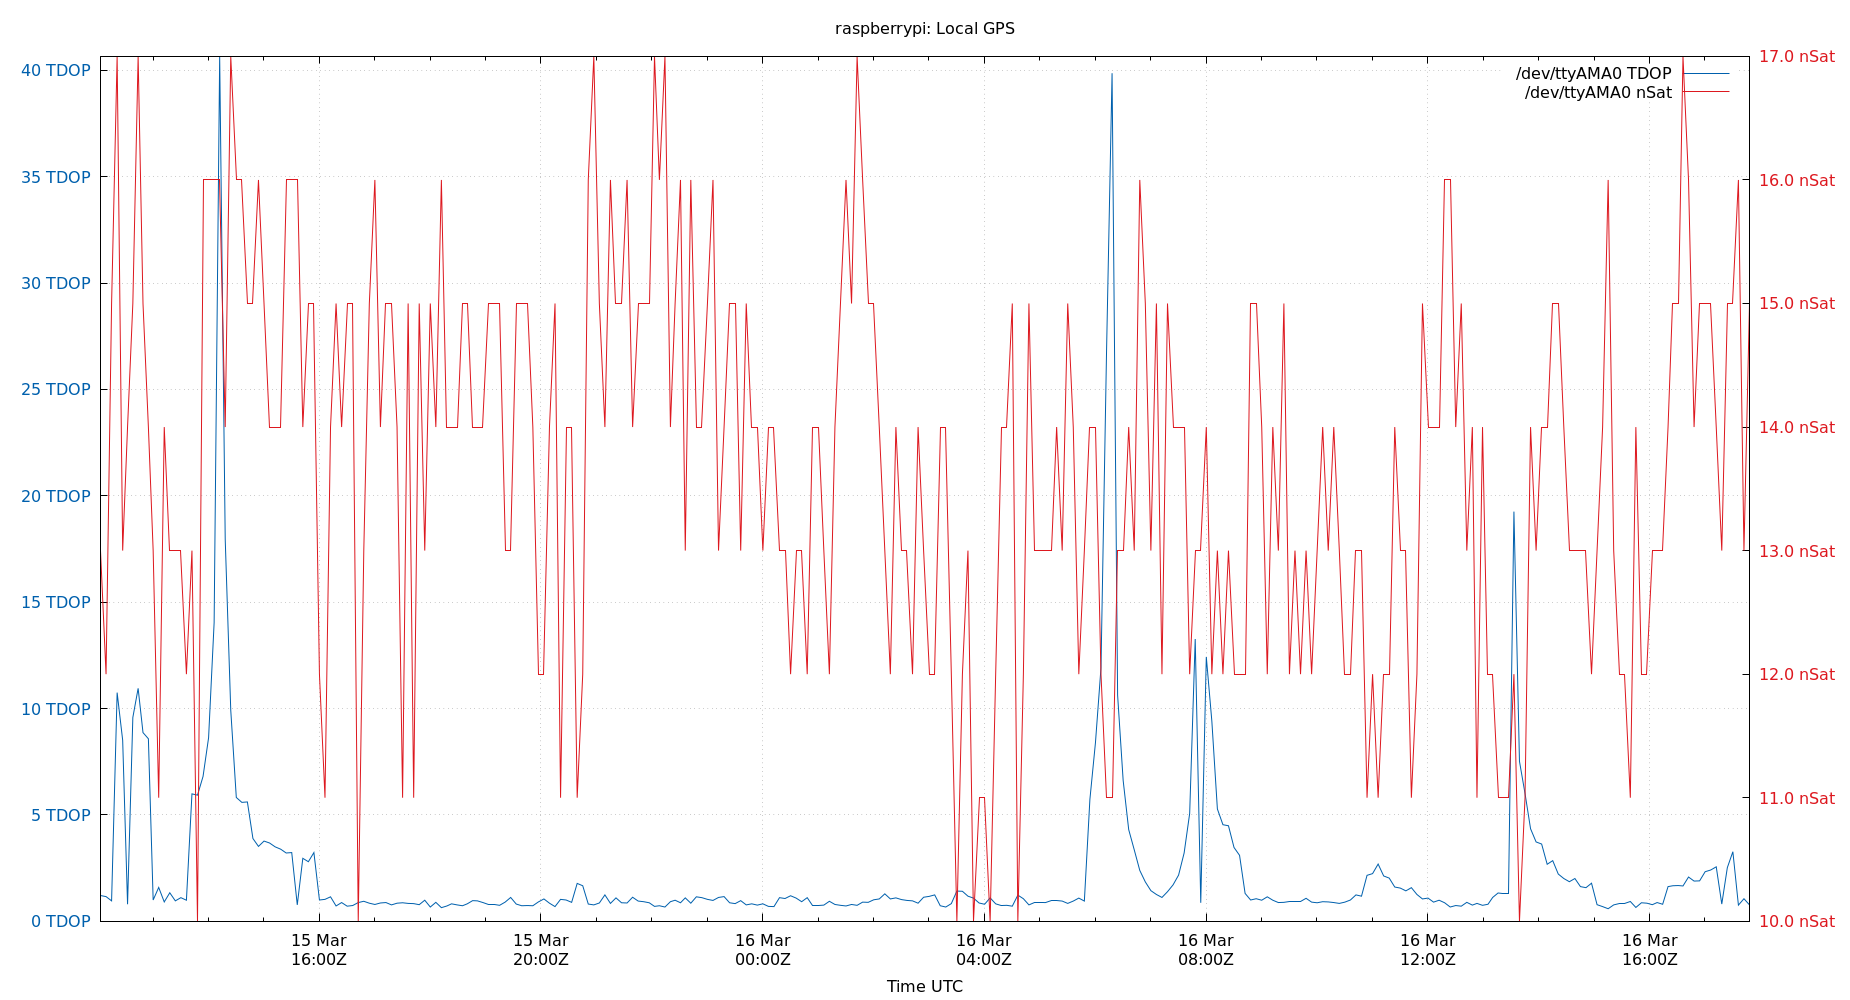 raspberrypi: Local GPS
40 TDOP
35 TDOP
30 TDOP
25 TDOP
20 TDOP
15 TDOP
10 TDOP
5 TDOP
0 TDOP
17.0 nSat
16.0 nSat
15.0 nSat
14.0 nSat
13.0 nSat
12.0 nSat
11.0 nSat
10.0 nSat
/dev/ttyAMA0 TDOP
/dev/ttyAMA0 nSat
15 Mar
16:00Z
15 Mar
20:00Z
16 Mar
00:00Z
16 Mar
04:00Z
16 Mar
08:00Z
16 Mar
12:00Z
16 Mar
16:00Z
Time UTC